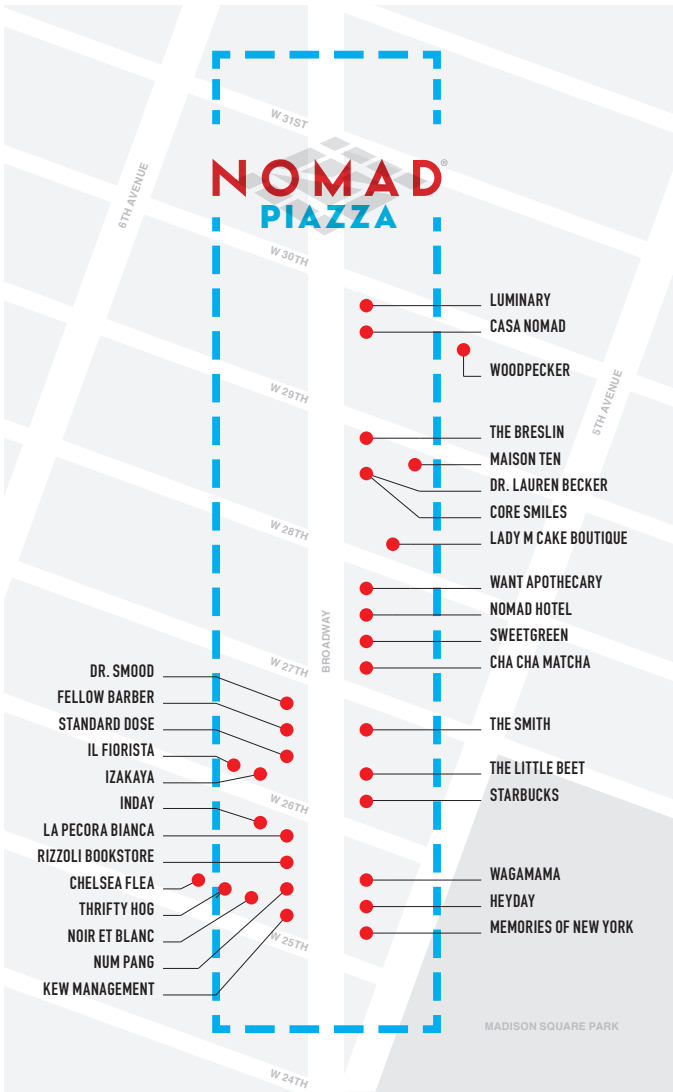 W 31ST
NOMAD®
PIAZZA
6TH AVENUE
W 30TH
LUMINARY
CASA NOMAD
WOODPECKER
W 29TH
5TH AVENUE
THE BRESLIN
MAISON TEN
DR. LAUREN BECKER
CORE SMILES
W 28TH
LADY M CAKE BOUTIQUE
WANT APOTHECARY
NOMAD HOTEL
BROADWAY
SWEETGREEN
CHA CHA MATCHA
W 27TH
DR. SMOOD
FELLOW BARBER
STANDARD DOSE
IL FIORISTA
IZAKAYA
INDAY
LA PECORA BIANCA
RIZZOLI BOOKSTORE
CHELSEA FLEA
THRIFTY HOG
NOIR ET BLANC
NUM PANG
KEW MANAGEMENT
THE SMITH
THE LITTLE BEET
STARBUCKS
W 26TH
WAGAMAMA
HEYDAY
MEMORIES OF NEW YORK
W 25TH
MADISON SQUARE PARK
W 24TH